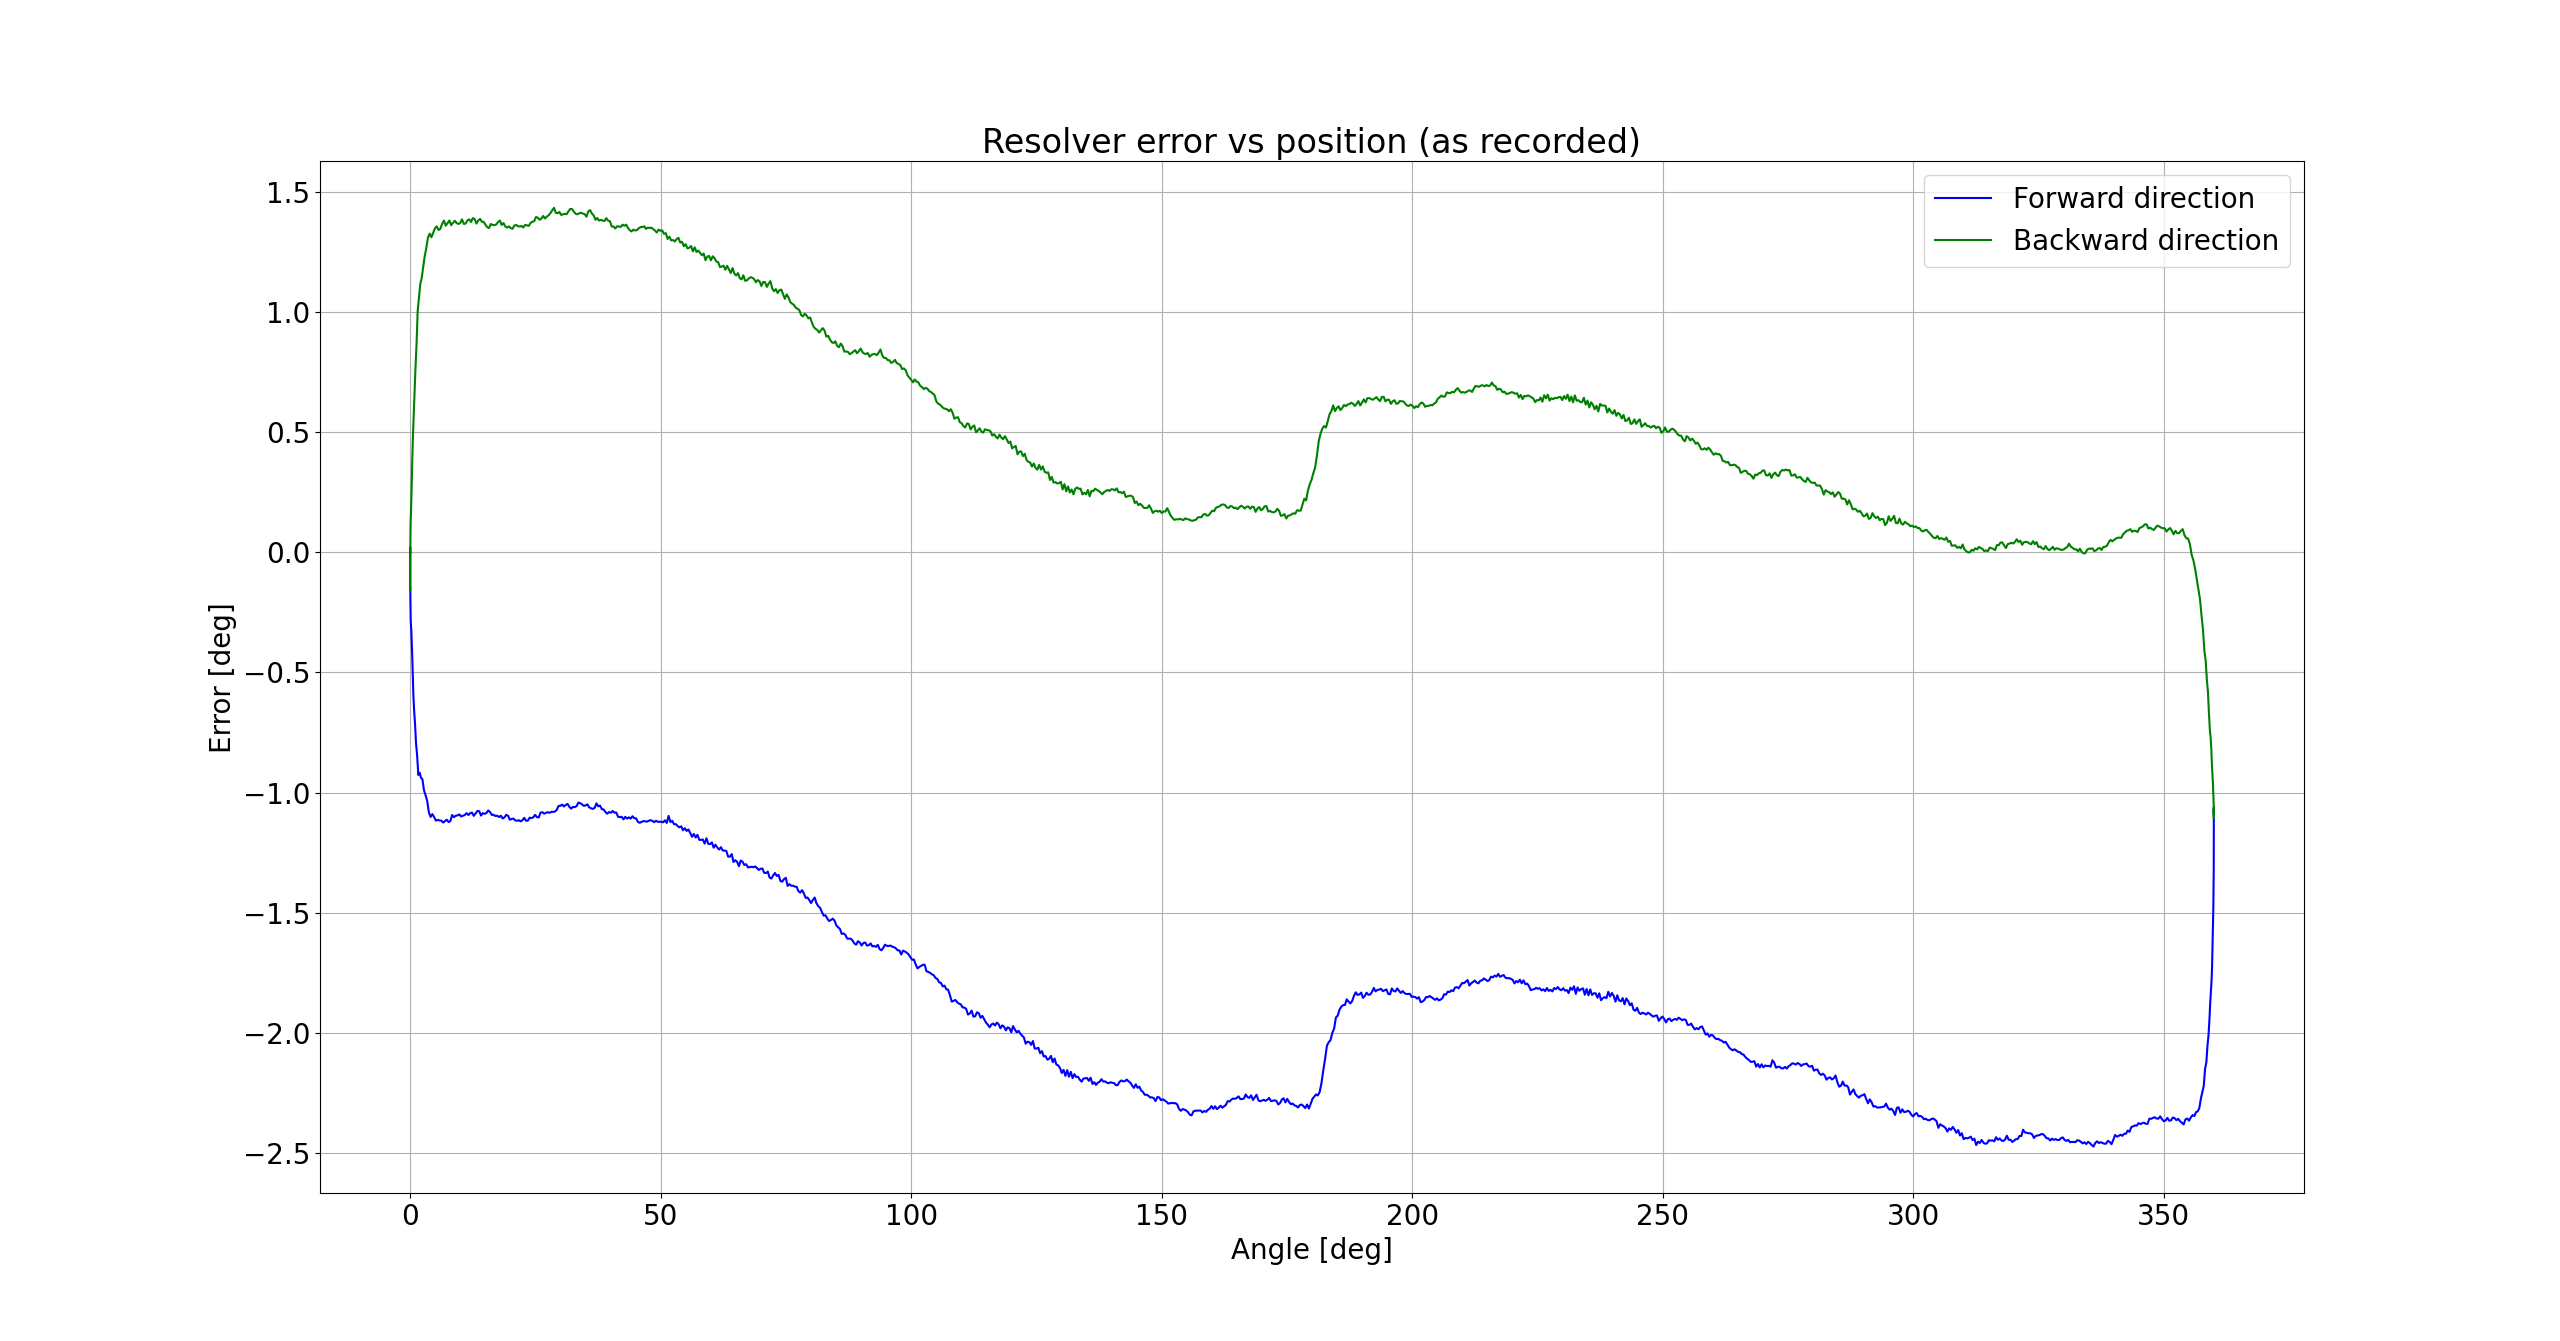 Resolver error vs position (as recorded)
Forward direction
Backward direction
Error [deg]
1.5
1.0
0.5
0.0
−0.5
−1.0
−1.5
−2.0
−2.5
0 50 100 150 200 250 300 350
Angle [deg]